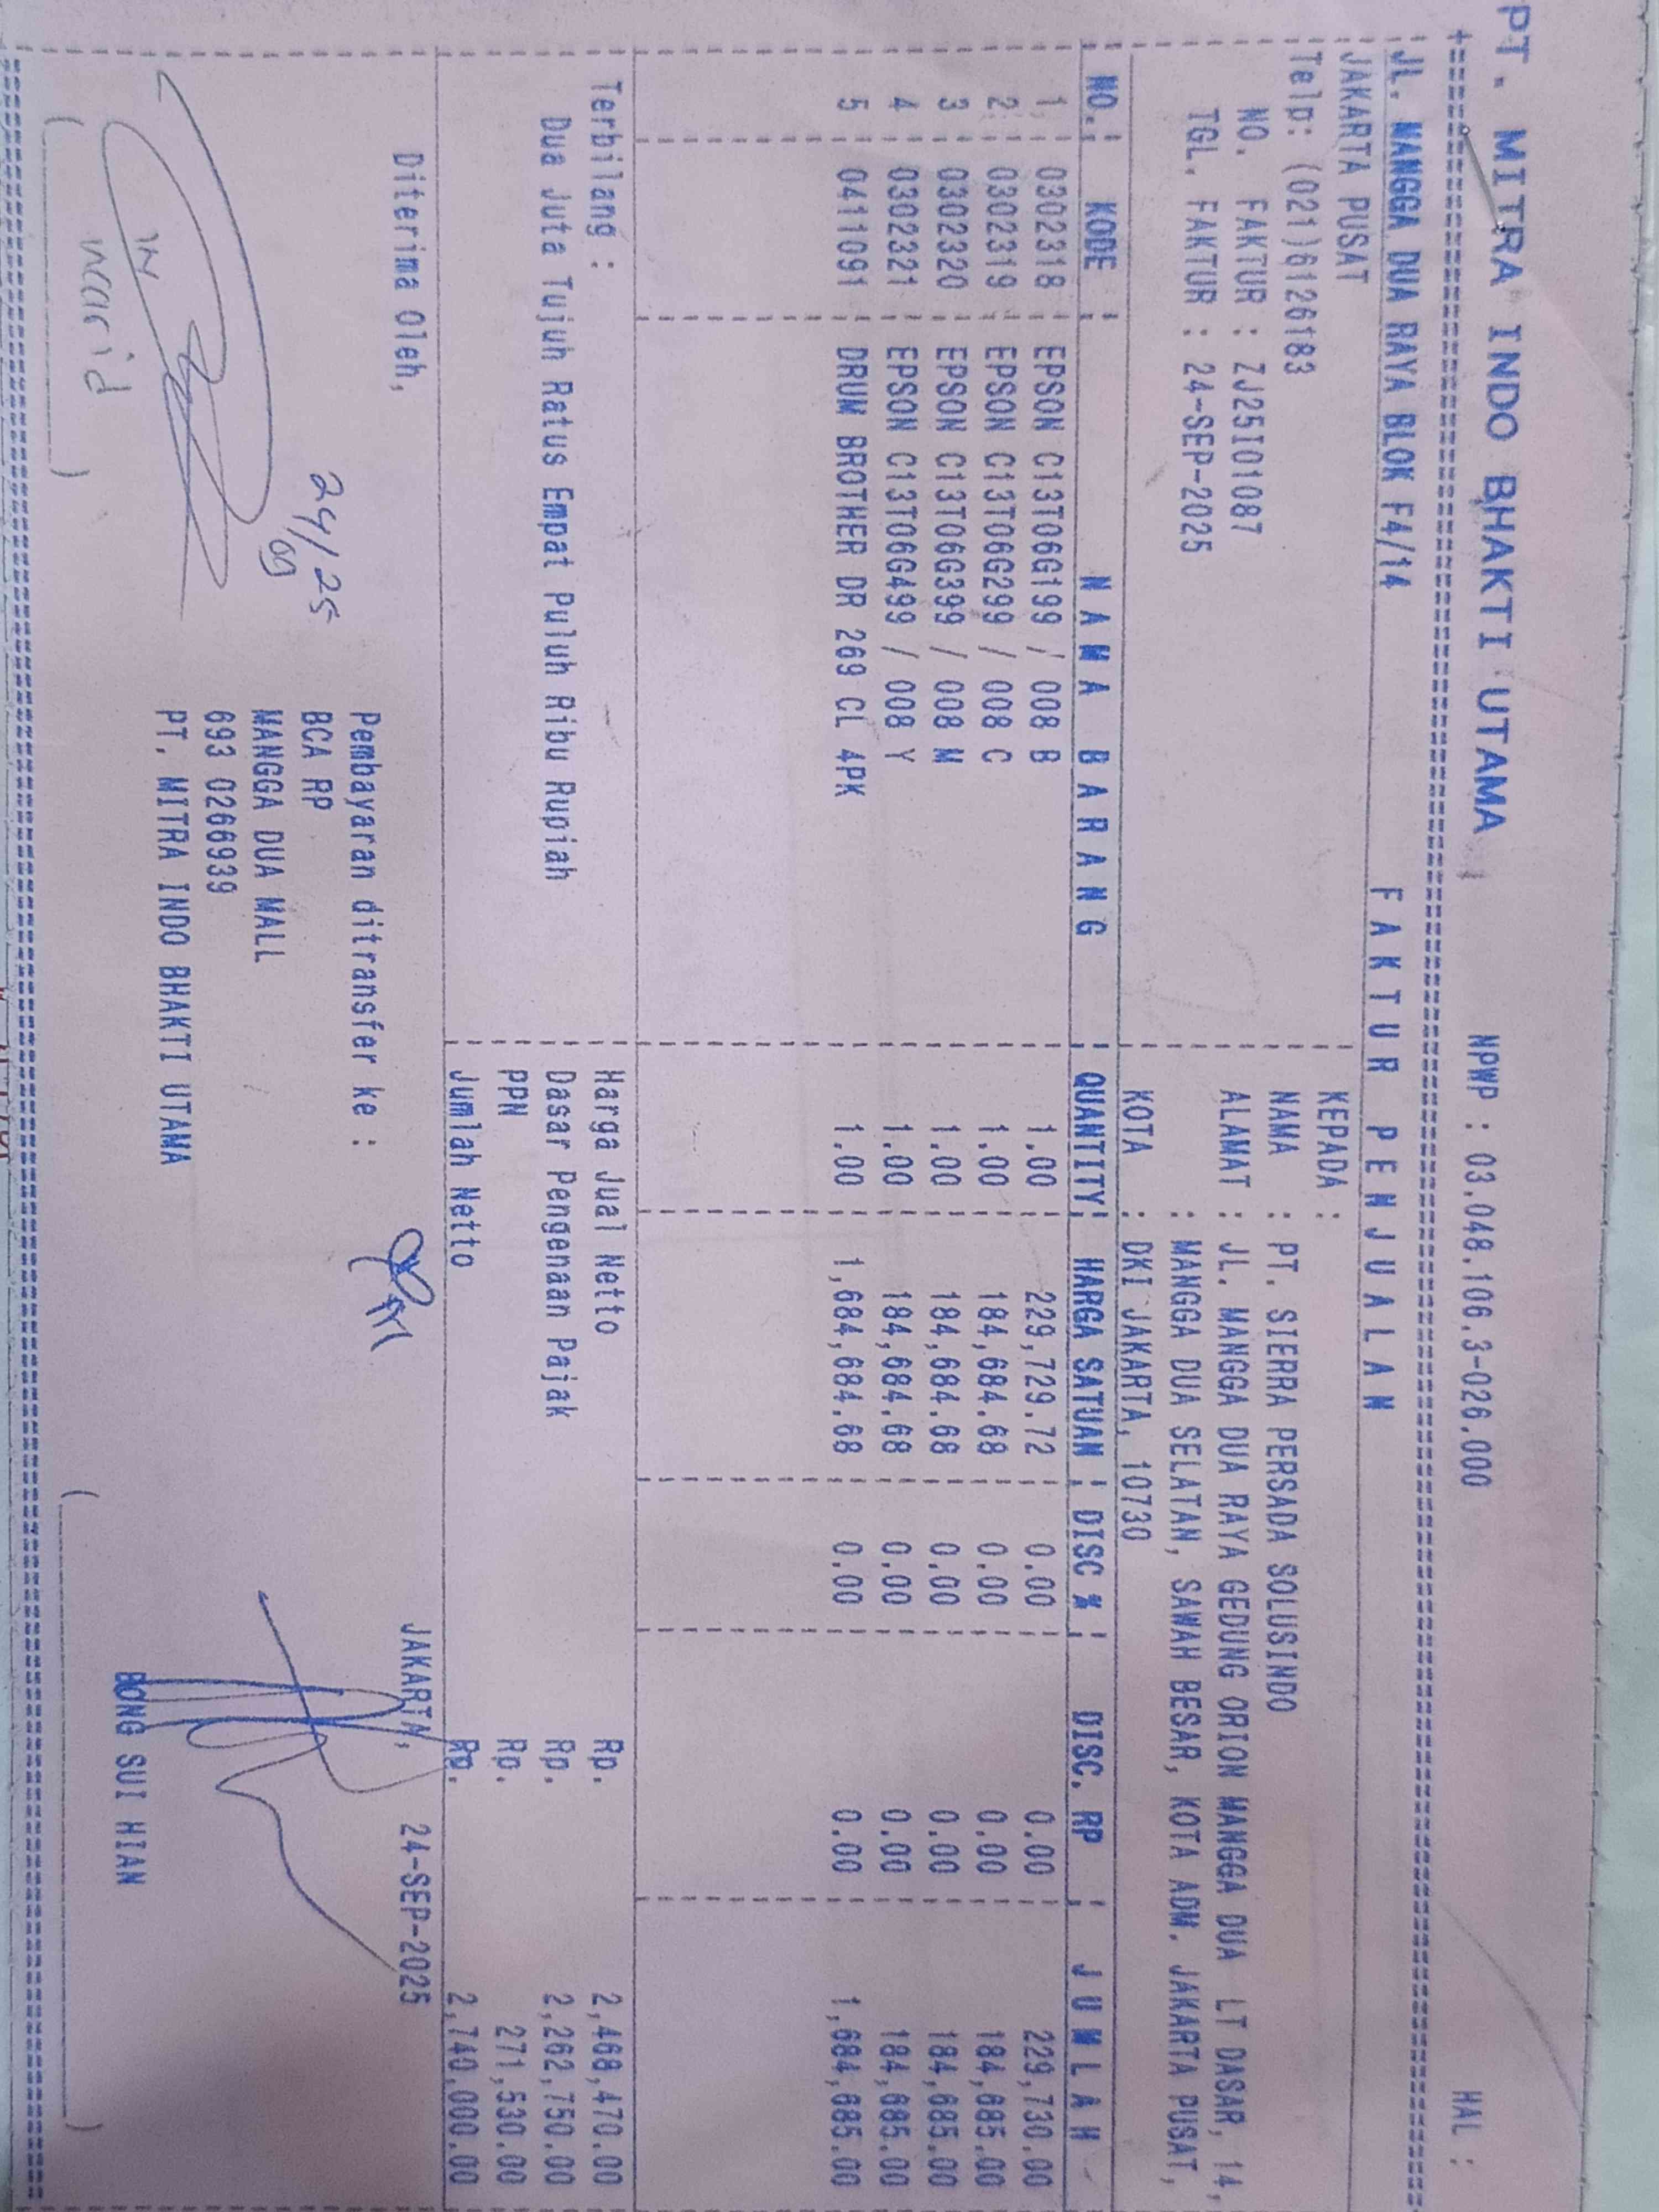 PT. MITRA INDO BHAKTI UTAMA
NPWP : 03.048.106.3-026.000
HAL :
JL. MANGGA DUA RAYA BLOK F4/14
F A K T U R  P E N J U A L A N
JAKARTA PUSAT
Telp: (021)6126183
NO. FAKTUR : ZJ25I01087
TGL. FAKTUR : 24-SEP-2025
KEPADA :
NAMA : PT. SIERRA PERSADA SOLUSINDO
ALAMAT : JL. MANGGA DUA RAYA GEDUNG ORION MANGGA DUA LT DASAR, 14,
: MANGGA DUA SELATAN, SAWAH BESAR, KOTA ADM. JAKARTA PUSAT,
KOTA : DKI JAKARTA, 10730
NO. KODE N A M A  B A R A N G QUANTITY HARGA SATUAN DISC % DISC. RP J U M L A H
1 0302318 EPSON C13T06G199 / 008 B 1.00 229,729.72 0.00 0.00 229,730.00
2 0302319 EPSON C13T06G299 / 008 C 1.00 184,684.68 0.00 0.00 184,685.00
3 0302320 EPSON C13T06G399 / 008 M 1.00 184,684.68 0.00 0.00 184,685.00
4 0302321 EPSON C13T06G499 / 008 Y 1.00 184,684.68 0.00 0.00 184,685.00
5 0411091 DRUM BROTHER DR 269 CL 4PK 1.00 1,684,684.68 0.00 0.00 1,684,685.00
Terbilang :
Dua Juta Tujuh Ratus Empat Puluh Ribu Rupiah
Harga Jual Netto Rp. 2,468,470.00
Dasar Pengenaan Pajak Rp. 2,262,750.00
PPN Rp. 271,530.00
Jumlah Netto Rp. 2,740,000.00
Diterima Oleh,
24/09/25
warid
Pembayaran ditransfer ke :
BCA RP
MANGGA DUA MALL
693 0266939
PT. MITRA INDO BHAKTI UTAMA
JAKARTA, 24-SEP-2025
BONG SUI HIAN